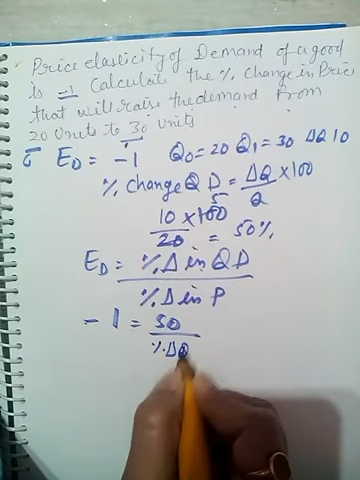 Price elasticity of Demand of a good
is -1 Calculate the % change in Price
that will raise the demand from
20 Units to 30 units
ED = -1 Q0 = 20 Q1 = 30 ΔQ 10
% change Q D = ΔQ/Q × 100
10 × 100/20 = 50%
5
ED = % Δ in Q D
% Δ in P
- 1 = 50
% Δ